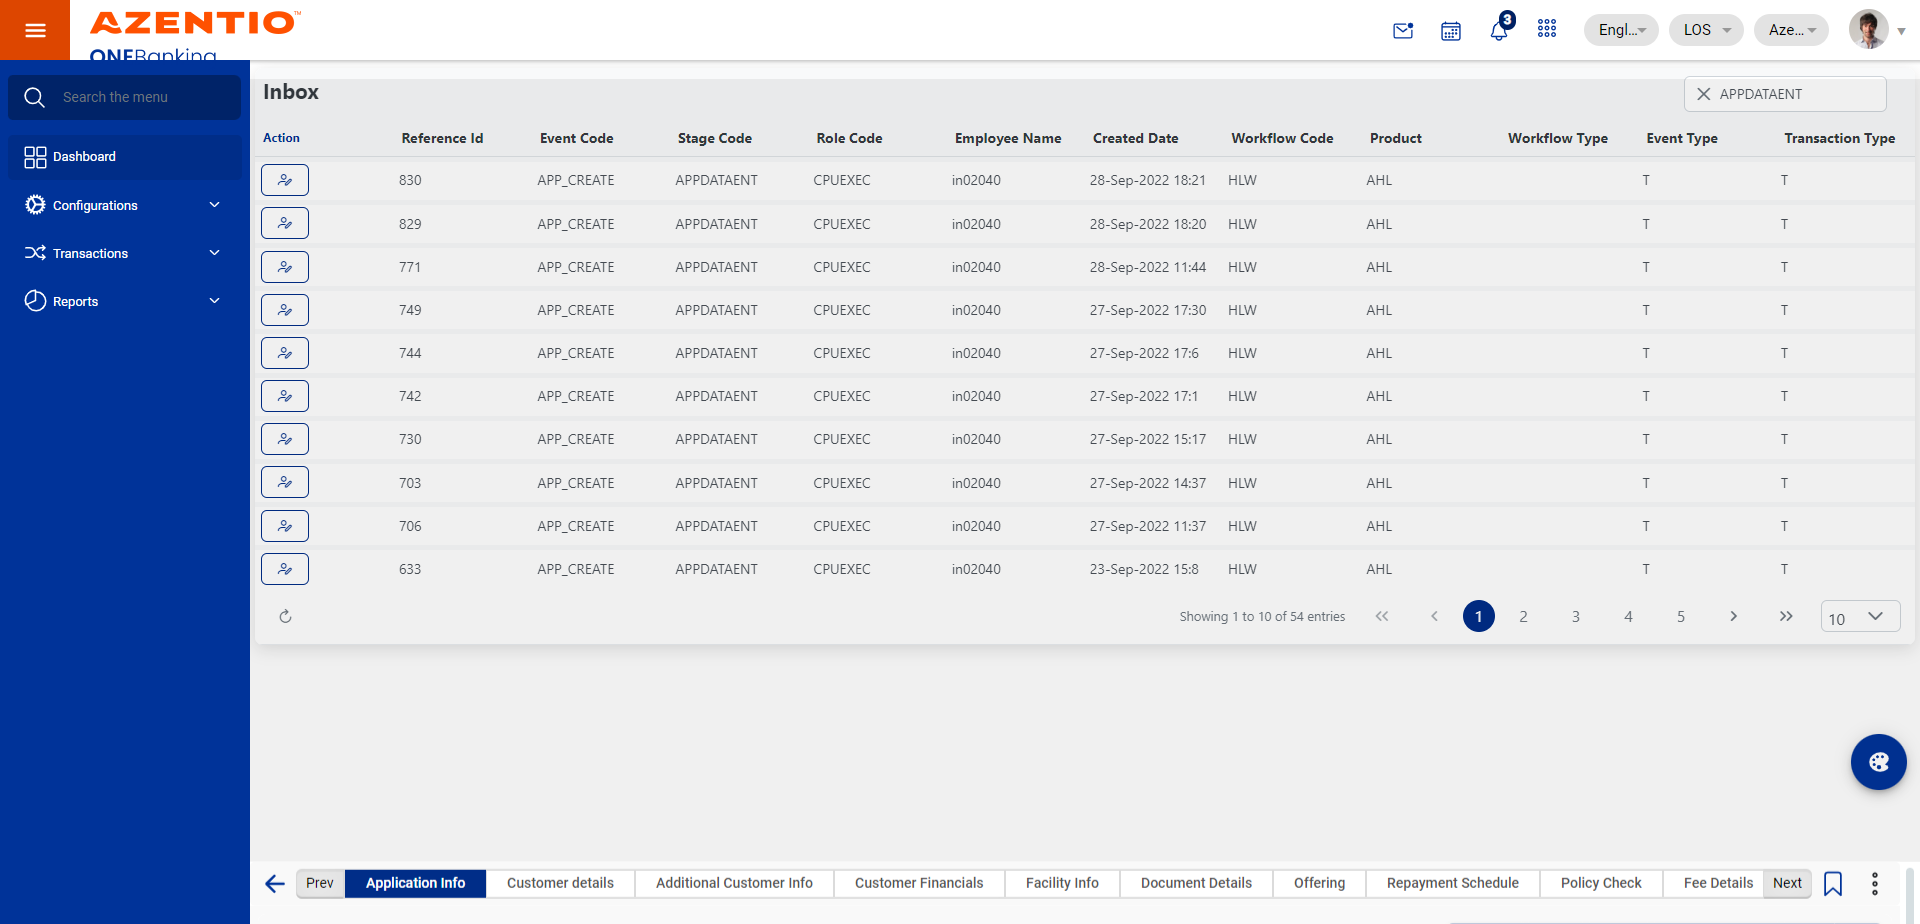 AZENTIO™
ONEBanking
3
Engl...
LOS
Aze...
Search the menu
Dashboard
Configurations
Transactions
Reports
Inbox
APPDATAENT
Action Reference Id Event Code Stage Code Role Code Employee Name Created Date Workflow Code Product Workflow Type Event Type Transaction Type
830 APP_CREATE APPDATAENT CPUEXEC in02040 28-Sep-2022 18:21 HLW AHL T T
829 APP_CREATE APPDATAENT CPUEXEC in02040 28-Sep-2022 18:20 HLW AHL T T
771 APP_CREATE APPDATAENT CPUEXEC in02040 28-Sep-2022 11:44 HLW AHL T T
749 APP_CREATE APPDATAENT CPUEXEC in02040 27-Sep-2022 17:30 HLW AHL T T
744 APP_CREATE APPDATAENT CPUEXEC in02040 27-Sep-2022 17:6 HLW AHL T T
742 APP_CREATE APPDATAENT CPUEXEC in02040 27-Sep-2022 17:1 HLW AHL T T
730 APP_CREATE APPDATAENT CPUEXEC in02040 27-Sep-2022 15:17 HLW AHL T T
703 APP_CREATE APPDATAENT CPUEXEC in02040 27-Sep-2022 14:37 HLW AHL T T
706 APP_CREATE APPDATAENT CPUEXEC in02040 27-Sep-2022 11:37 HLW AHL T T
633 APP_CREATE APPDATAENT CPUEXEC in02040 23-Sep-2022 15:8 HLW AHL T T
Showing 1 to 10 of 54 entries « ‹ 1 2 3 4 5 › » 10
Prev Application Info Customer details Additional Customer Info Customer Financials Facility Info Document Details Offering Repayment Schedule Policy Check Fee Details Next